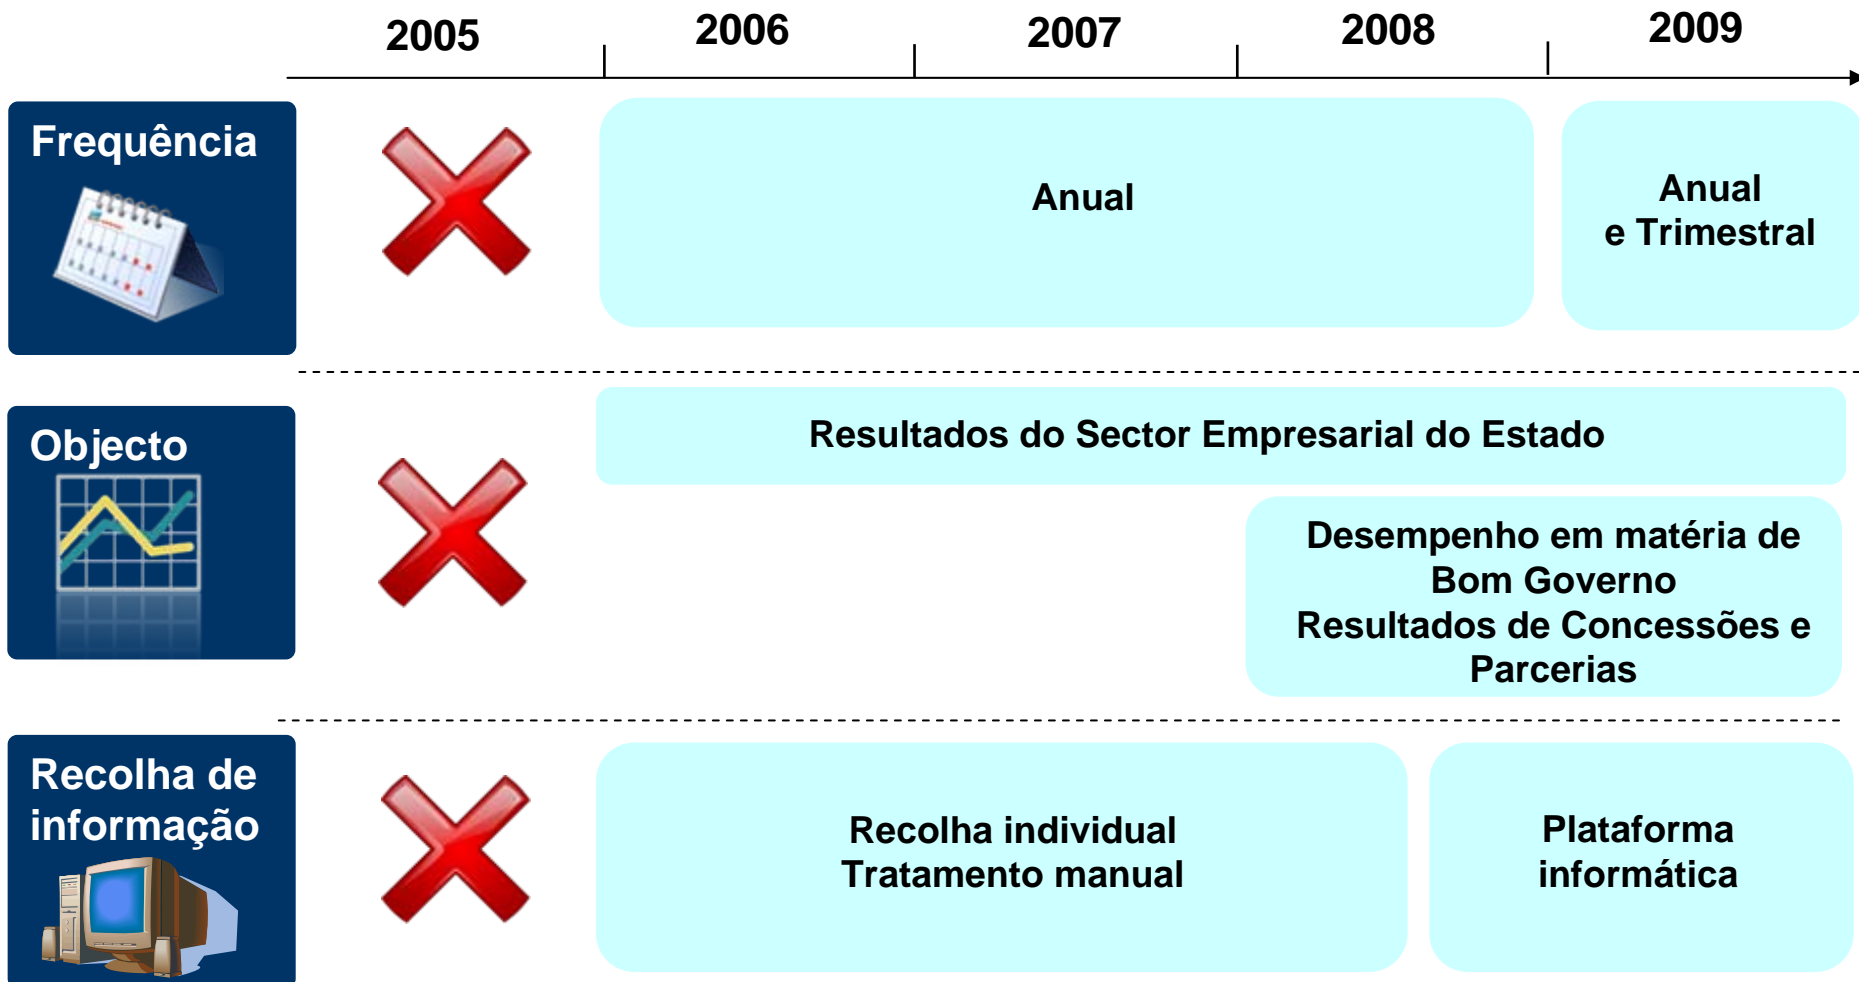 2005 2006 2007 2008 2009
Frequência
Anual
Anual
e Trimestral
Objecto
Resultados do Sector Empresarial do Estado
Desempenho em matéria de
Bom Governo
Resultados de Concessões e
Parcerias
Recolha de
informação
Recolha individual
Tratamento manual
Plataforma
informática